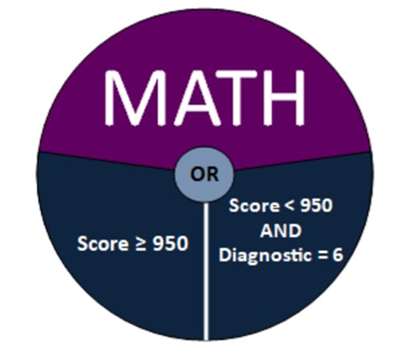 MATH
OR
Score ≥ 950
Score < 950
AND
Diagnostic = 6